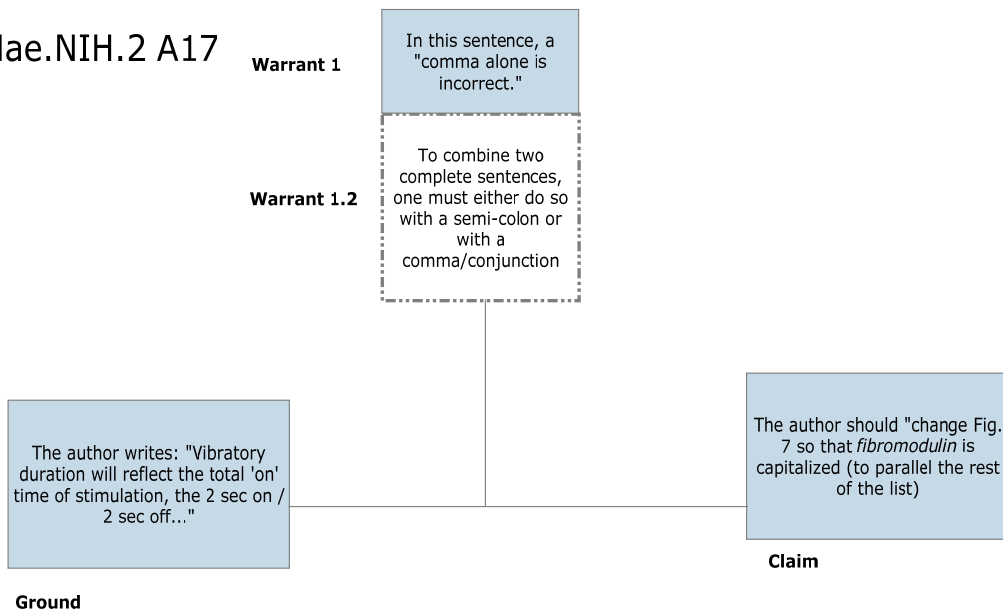 .NIH.2 A17
Warrant 1
In this sentence, a
"comma alone is
incorrect."
Warrant 1.2
To combine two
complete sentences,
one must either do so
with a semi-colon or
with a
comma/conjunction
The author writes: "Vibratory
duration will reflect the total 'on'
time of stimulation, the 2 sec on /
2 sec off..."
Ground
The author should "change Fig.
7 so that fibromodulin is
capitalized (to parallel the rest
of the list)
Claim